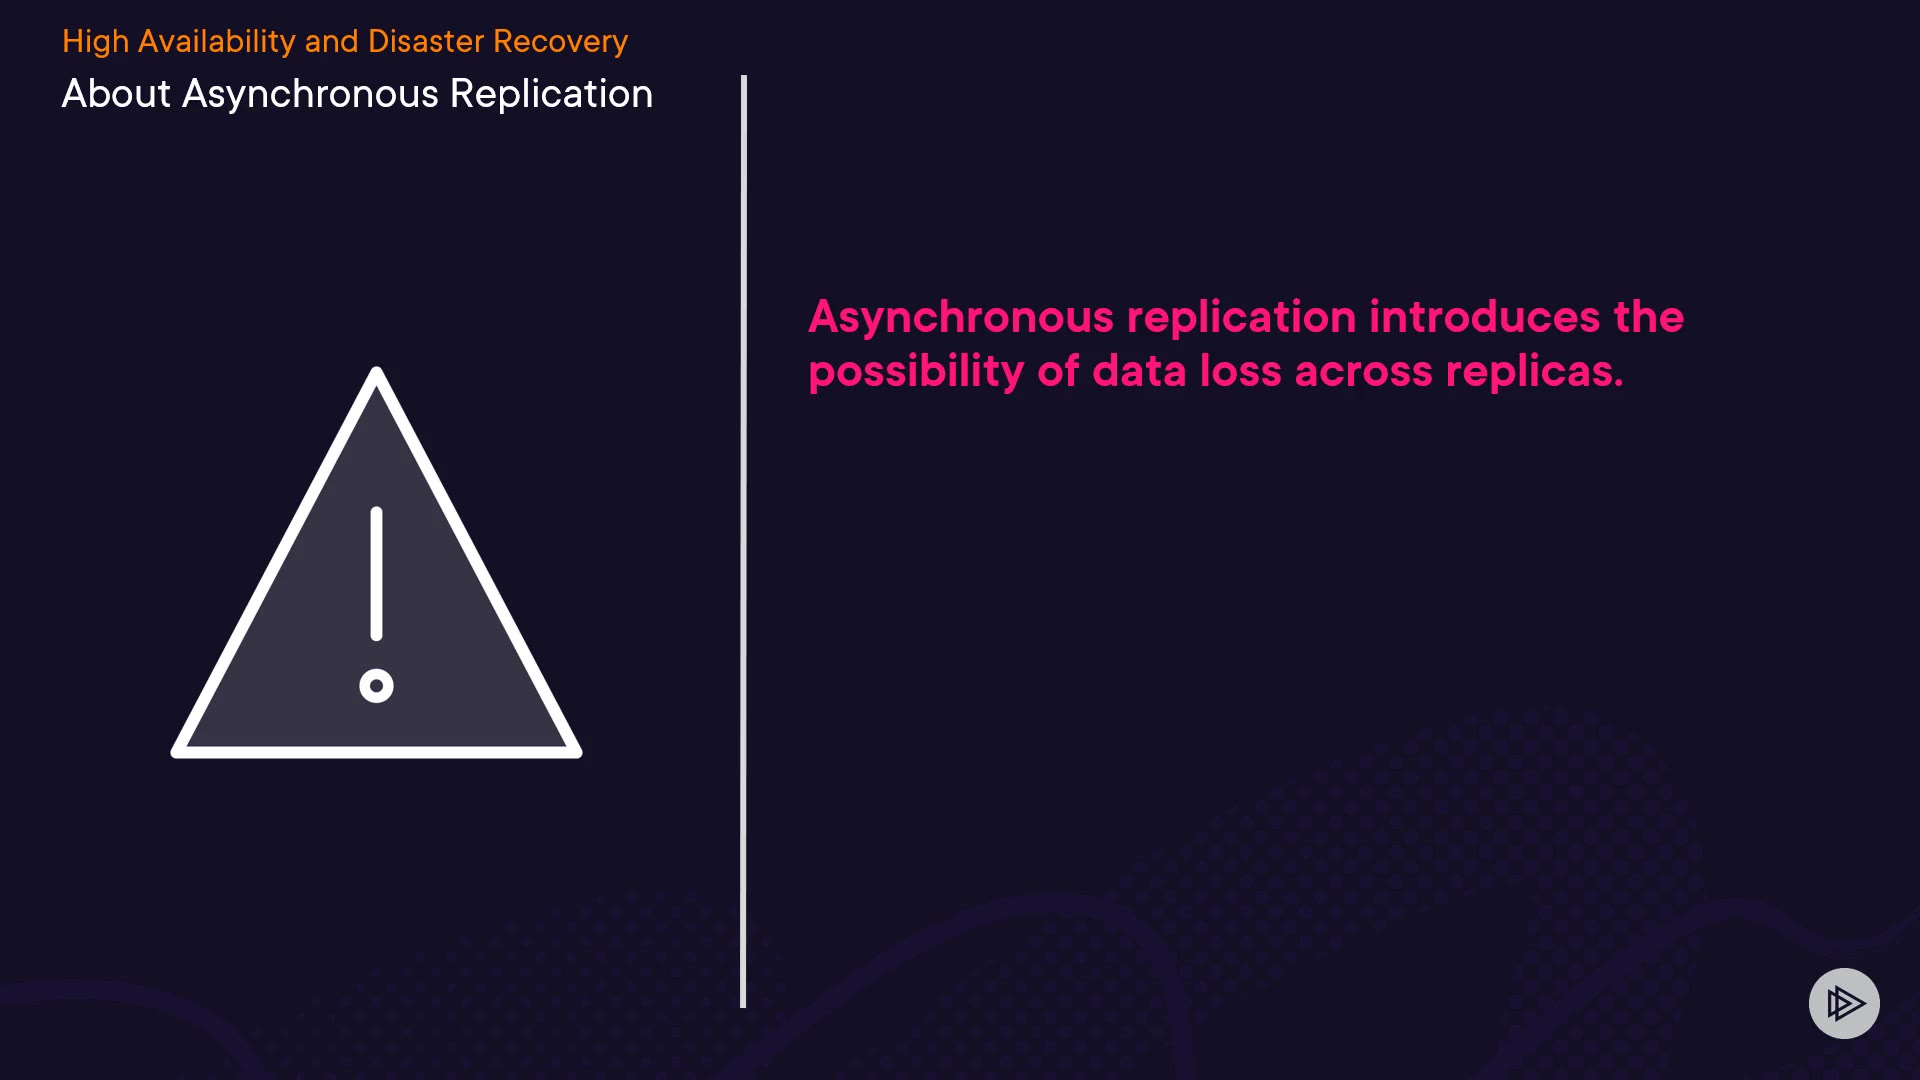 High Availability and Disaster Recovery
About Asynchronous Replication
Asynchronous replication introduces the
possibility of data loss across replicas.